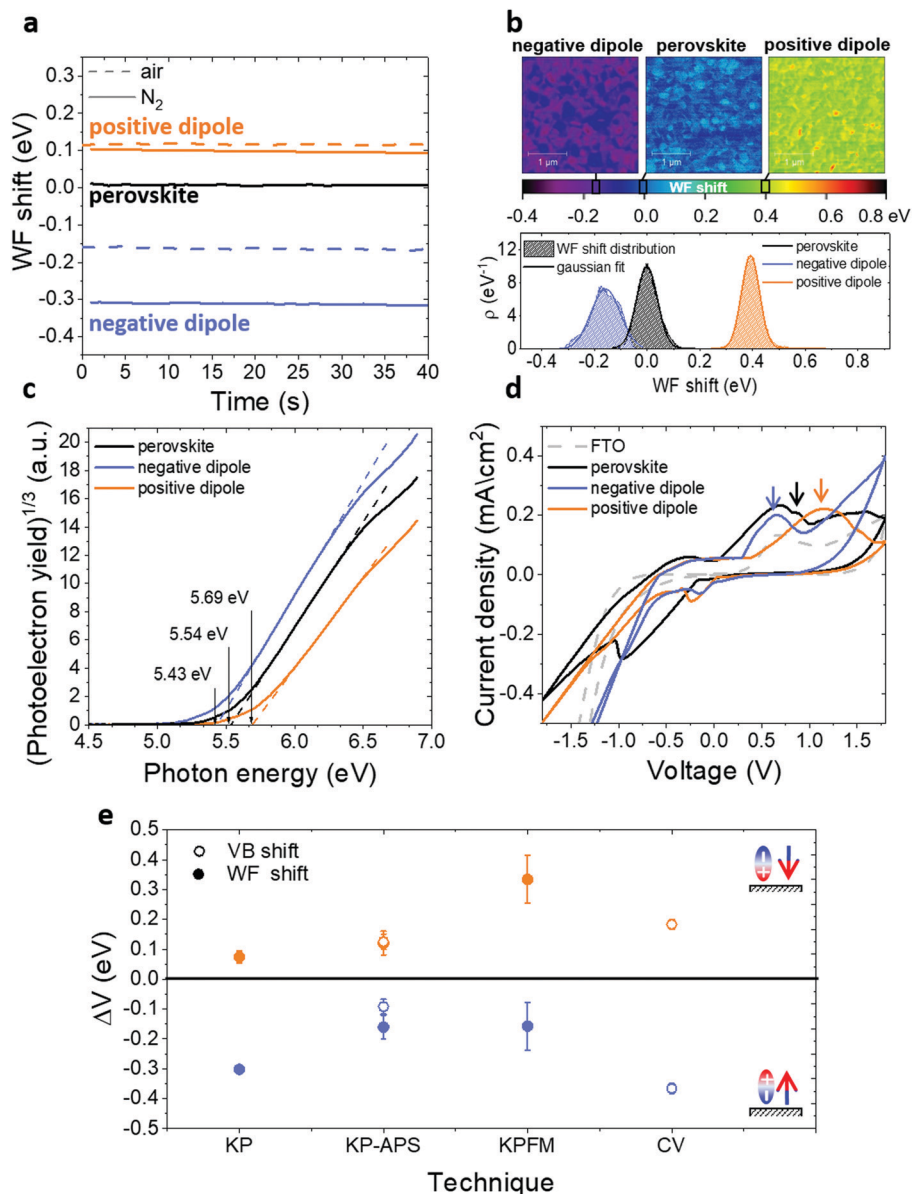 a
WF shift (eV)
0.3
0.2
0.1
0.0
-0.1
-0.2
-0.3
-0.4
air
N₂
positive dipole
perovskite
negative dipole
0 5 10 15 20 25 30 35 40
Time (s)
b
negative dipole perovskite positive dipole
1 µm 1 µm 1 µm
WF shift
-0.4 -0.2 0.0 0.2 0.4 0.6 0.8 eV
ρ (eV⁻¹)
12
8
4
0
WF shift distribution
gaussian fit
perovskite
negative dipole
positive dipole
-0.4 -0.2 0.0 0.2 0.4 0.6 0.8
WF shift (eV)
c
(Photoelectron yield)¹ᐟ³ (a.u.)
20
18
16
14
12
10
8
6
4
2
0
perovskite
negative dipole
positive dipole
5.69 eV
5.54 eV
5.43 eV
4.5 5.0 5.5 6.0 6.5 7.0
Photon energy (eV)
d
Current density (mA\cm²)
0.4
0.2
0.0
-0.2
-0.4
FTO
perovskite
negative dipole
positive dipole
-1.5 -1.0 -0.5 0.0 0.5 1.0 1.5
Voltage (V)
e
ΔV (eV)
0.5
0.4
0.3
0.2
0.1
0.0
-0.1
-0.2
-0.3
-0.4
-0.5
VB shift
WF shift
KP KP-APS KPFM CV
Technique